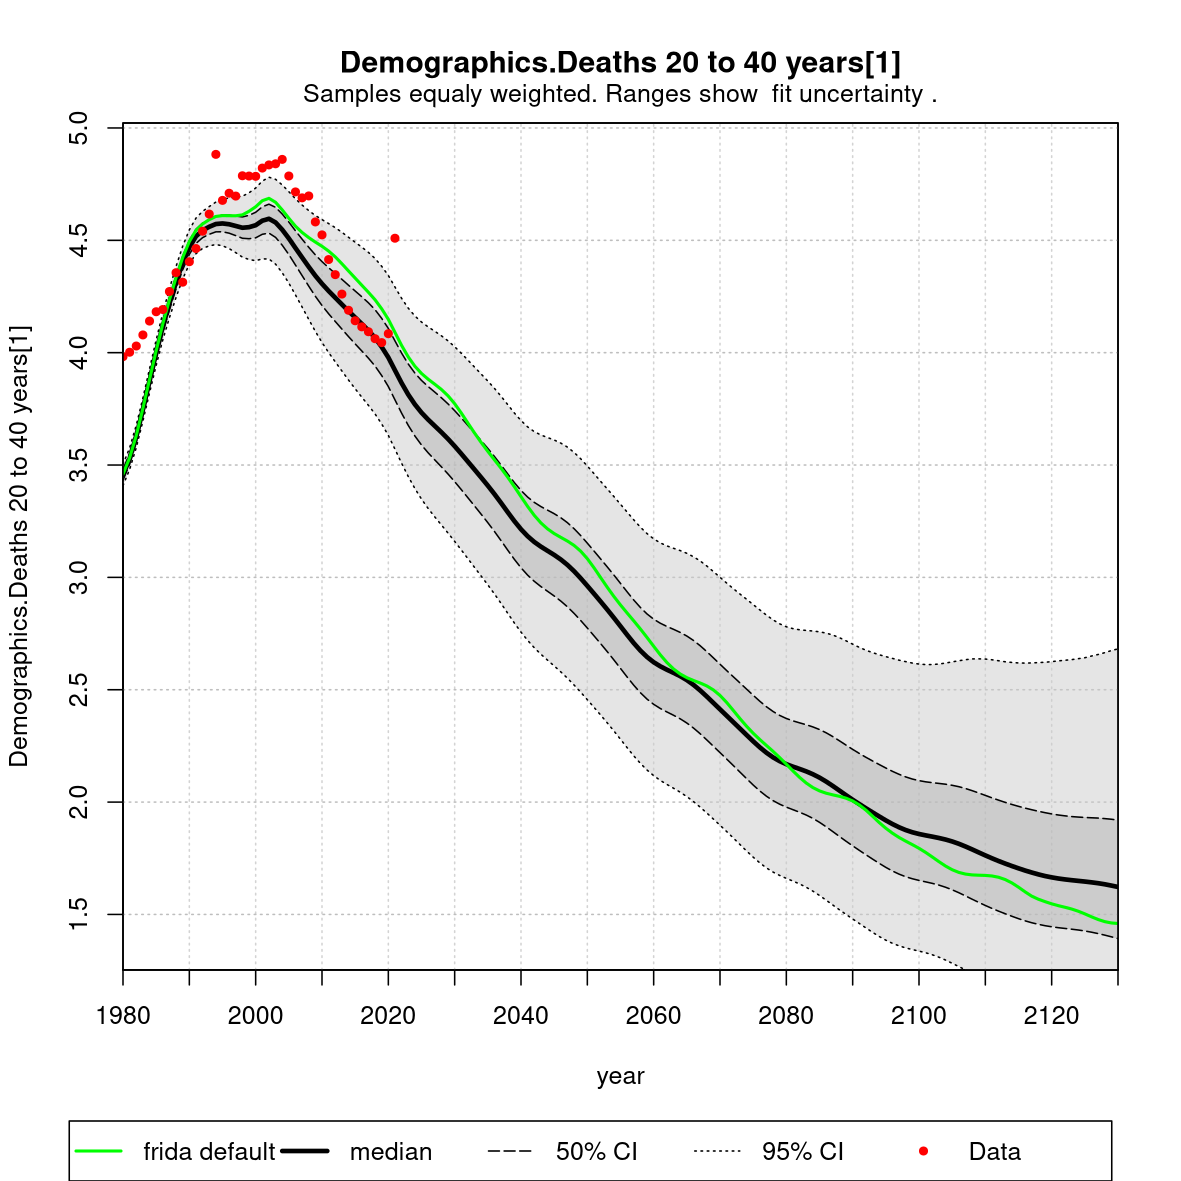 Demographics.Deaths 20 to 40 years[1]
Samples equaly weighted. Ranges show  fit uncertainty .
Demographics.Deaths 20 to 40 years[1]
5.0
4.5
4.0
3.5
3.0
2.5
2.0
1.5
1980 2000 2020 2040 2060 2080 2100 2120
year
frida default median 50% CI 95% CI Data